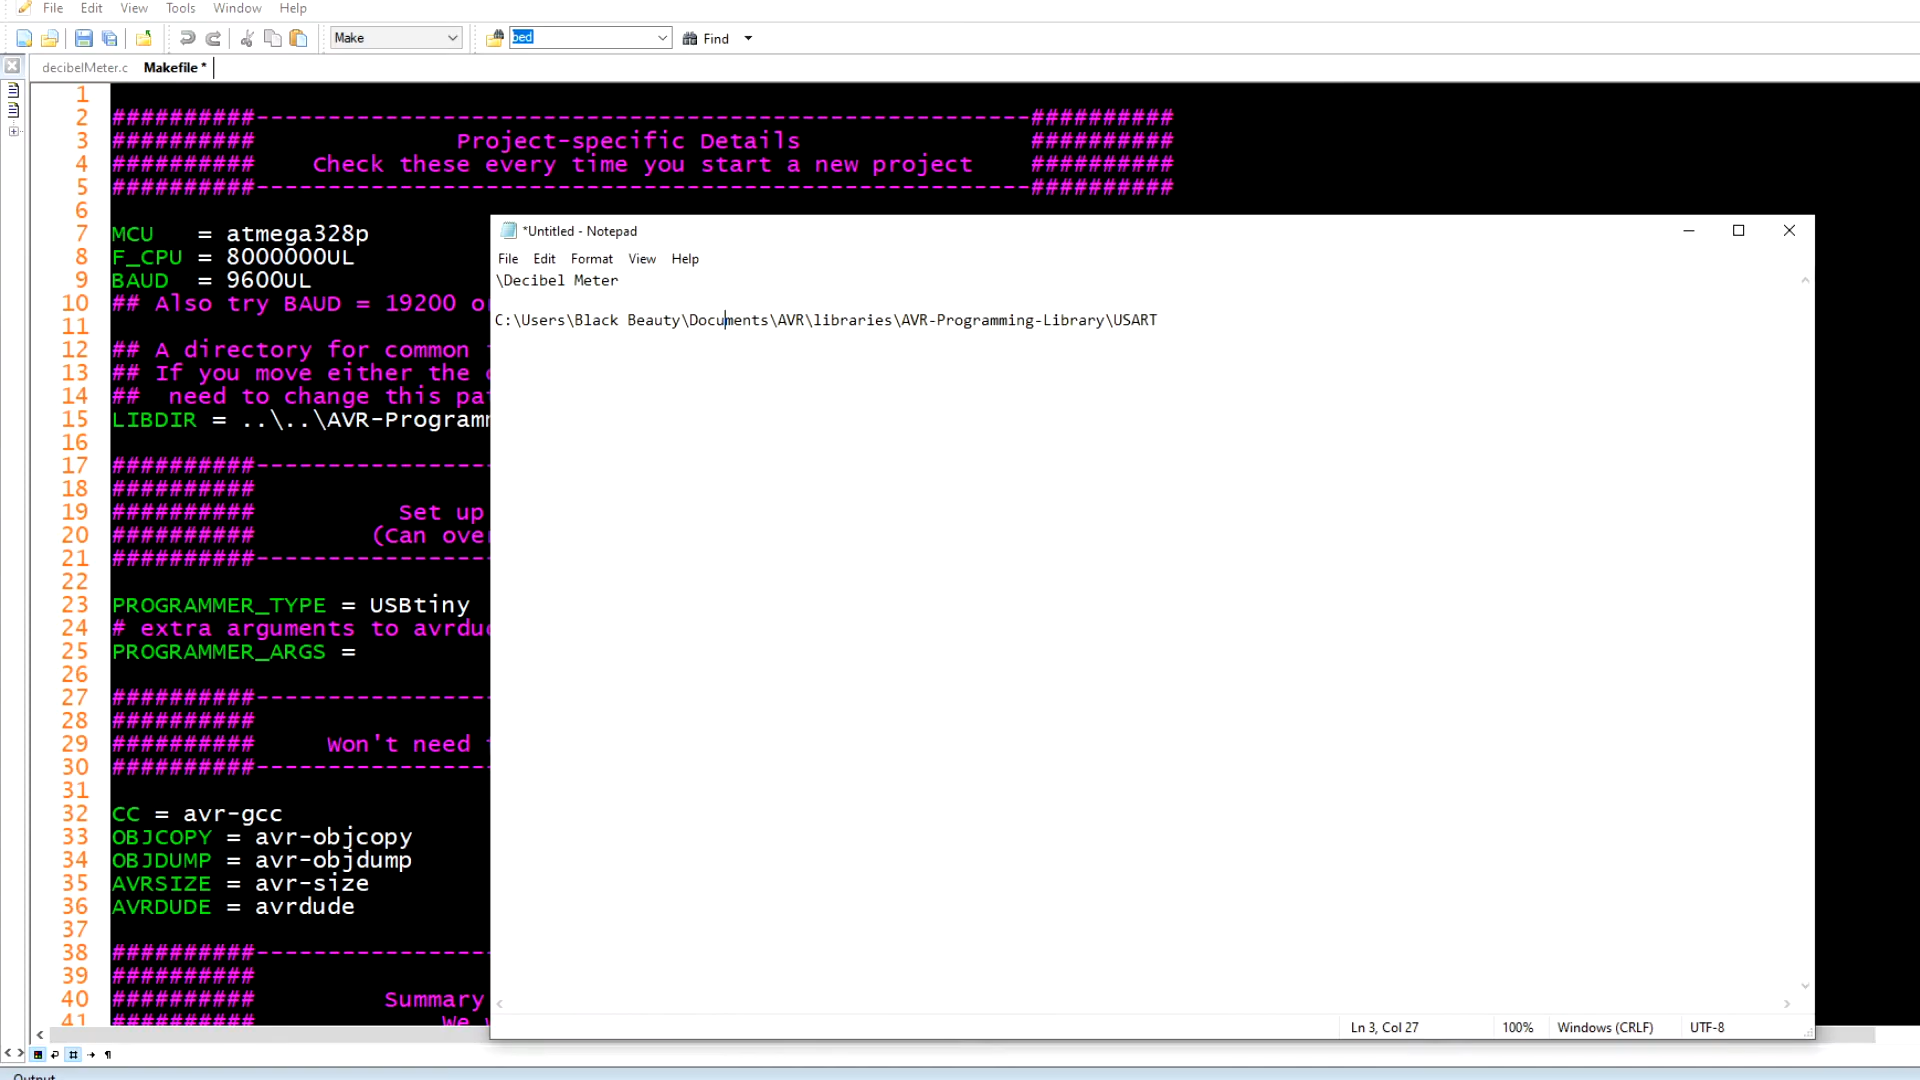 File Edit View Tools Window Help
Make bed Find
decibelMeter.c Makefile *
1
2 ##########------------------------------------------------------##########
3 ########## Project-specific Details ##########
4 ########## Check these every time you start a new project ##########
5 ##########------------------------------------------------------##########
6
7 MCU = atmega328p
8 F_CPU = 8000000UL
9 BAUD = 9600UL
10 ## Also try BAUD = 19200 or
11
12 ## A directory for common
13 ## If you move either the
14 ## need to change this
15 LIBDIR = ..\..\AVR-Programm
16
17 ##########----------------
18 ##########
19 ########## Set up
20 ########## (Can over
21 ##########----------------
22
23 PROGRAMMER_TYPE = USBtiny
24 # extra arguments to avrdu
25 PROGRAMMER_ARGS =
26
27 ##########----------------
28 ##########
29 ########## Won't need
30 ##########----------------
31
32 CC = avr-gcc
33 OBJCOPY = avr-objcopy
34 OBJDUMP = avr-objdump
35 AVRSIZE = avr-size
36 AVRDUDE = avrdude
37
38 ##########----------------
39 ##########
40 ########## Summary
41 ########## We
*Untitled - Notepad
File Edit Format View Help
\Decibel Meter
C:\Users\Black Beauty\Documents\AVR\libraries\AVR-Programming-Library\USART
Ln 3, Col 27 100% Windows (CRLF) UTF-8
Output